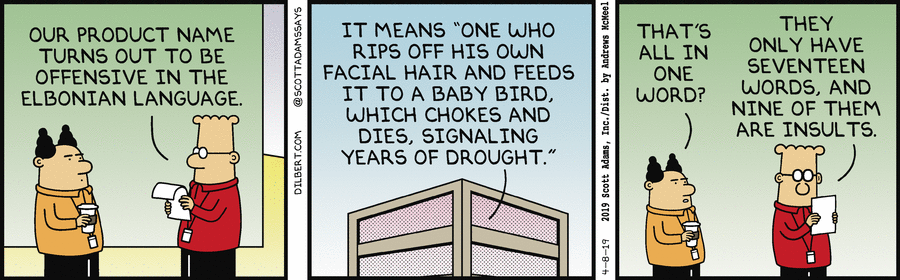 OUR PRODUCT NAME
TURNS OUT TO BE
OFFENSIVE IN THE
ELBONIAN LANGUAGE.
DILBERT.COM @SCOTTADAMSSAYS
IT MEANS “ONE WHO
RIPS OFF HIS OWN
FACIAL HAIR AND FEEDS
IT TO A BABY BIRD,
WHICH CHOKES AND
DIES, SIGNALING
YEARS OF DROUGHT.”
4-8-19 2019 Scott Adams, Inc./Dist. by Andrews McMeel
THAT'S
ALL IN
ONE
WORD?
THEY
ONLY HAVE
SEVENTEEN
WORDS, AND
NINE OF THEM
ARE INSULTS.